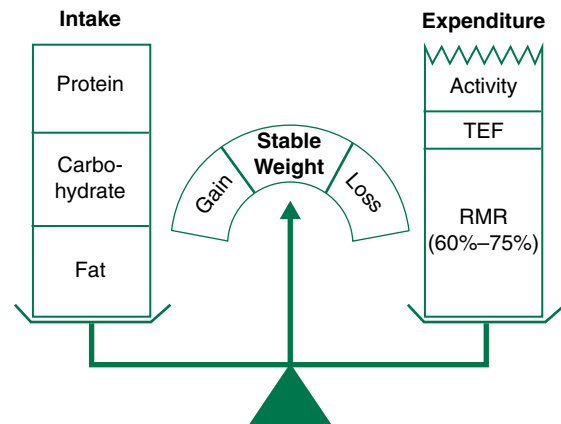 Intake
Protein
Carbo-
hydrate
Fat
Gain
Stable
Weight
Loss
Expenditure
Activity
TEF
RMR
(60%–75%)